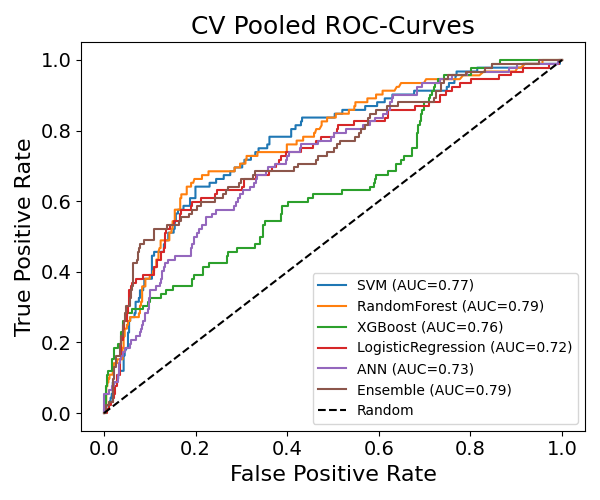 CV Pooled ROC-Curves
True Positive Rate
1.0
0.8
0.6
0.4
0.2
0.0
SVM (AUC=0.77)
RandomForest (AUC=0.79)
XGBoost (AUC=0.76)
LogisticRegression (AUC=0.72)
ANN (AUC=0.73)
Ensemble (AUC=0.79)
Random
0.0 0.2 0.4 0.6 0.8 1.0
False Positive Rate